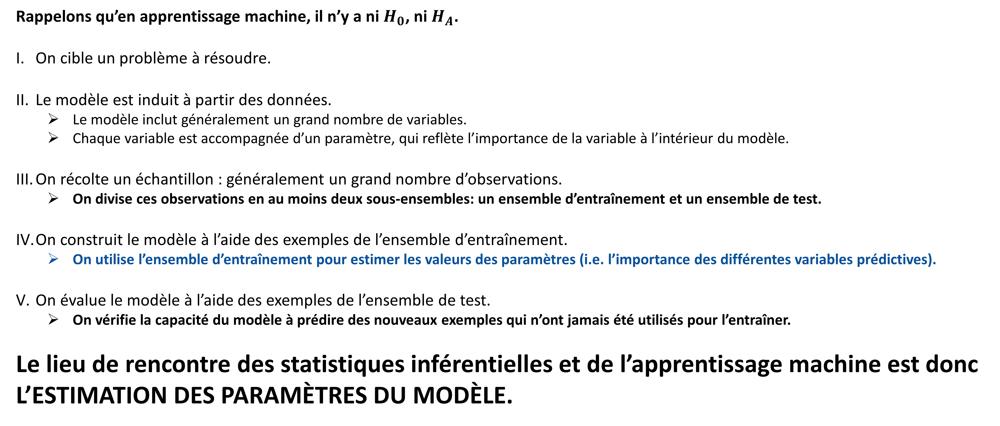 Rappelons qu’en apprentissage machine, il n’y a ni H₀, ni H_A.
I. On cible un problème à résoudre.
II. Le modèle est induit à partir des données.
➢ Le modèle inclut généralement un grand nombre de variables.
➢ Chaque variable est accompagnée d’un paramètre, qui reflète l’importance de la variable à l’intérieur du modèle.
III. On récolte un échantillon : généralement un grand nombre d’observations.
➢ On divise ces observations en au moins deux sous-ensembles: un ensemble d’entraînement et un ensemble de test.
IV. On construit le modèle à l’aide des exemples de l’ensemble d’entraînement.
➢ On utilise l’ensemble d’entraînement pour estimer les valeurs des paramètres (i.e. l’importance des différentes variables prédictives).
V. On évalue le modèle à l’aide des exemples de l’ensemble de test.
➢ On vérifie la capacité du modèle à prédire des nouveaux exemples qui n’ont jamais été utilisés pour l’entraîner.
Le lieu de rencontre des statistiques inférentielles et de l’apprentissage machine est donc
L’ESTIMATION DES PARAMÈTRES DU MODÈLE.